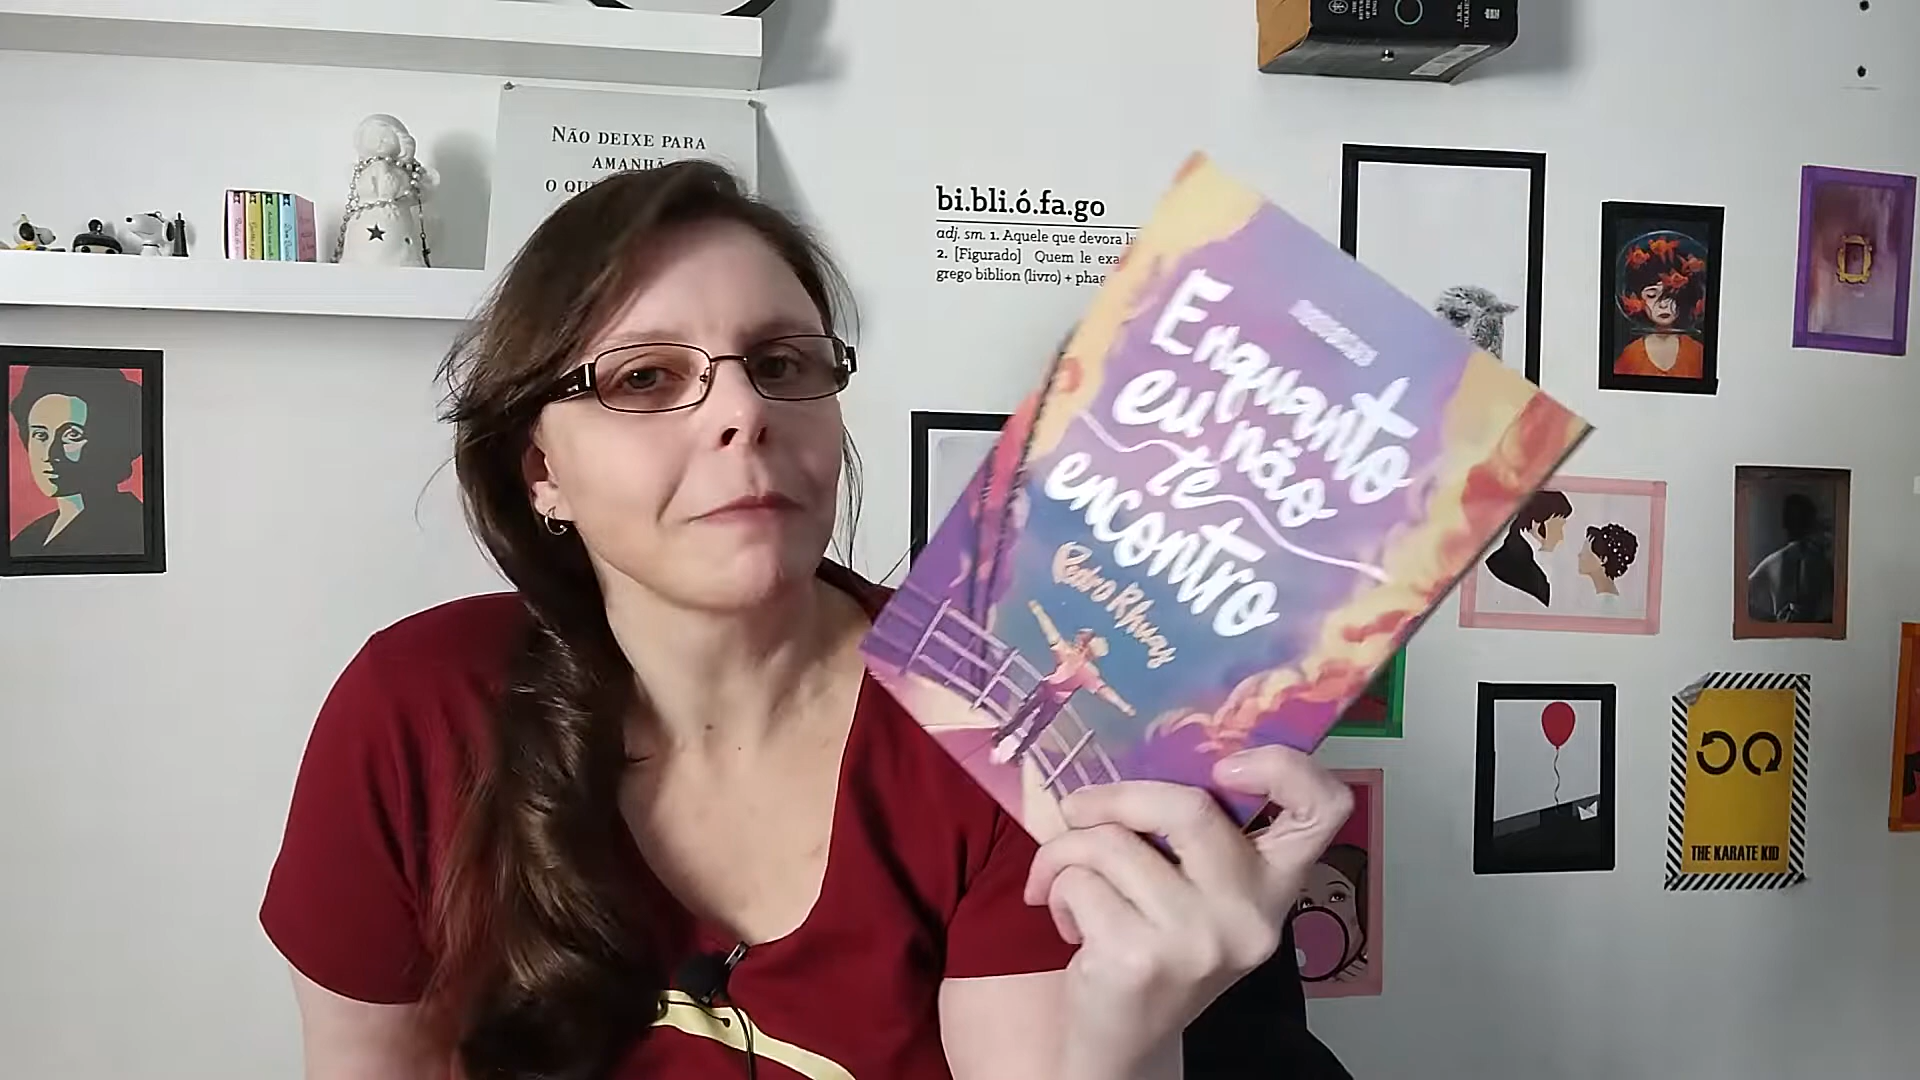 NÃO DEIXE PARA
AMANHÃ
O
bi.bli.ó.fa.go
adj. sm. 1. Aquele que devora
2. [Figurado] Quem le
grego biblion (livro) +
Enquanto
eu não
te
encontro
Pedro Rhuas
THE KARATE KID